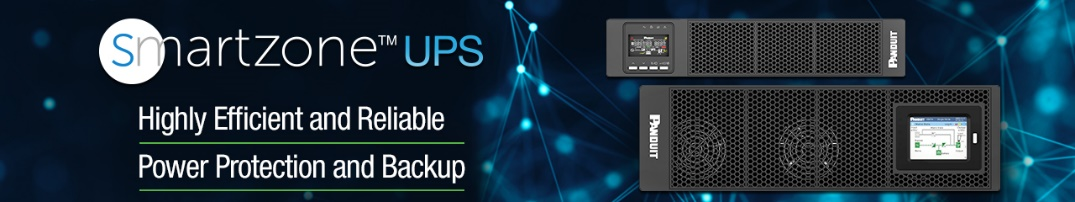 SmartZone™ UPS
Highly Efficient and Reliable
Power Protection and Backup
PANDUIT
PANDUIT